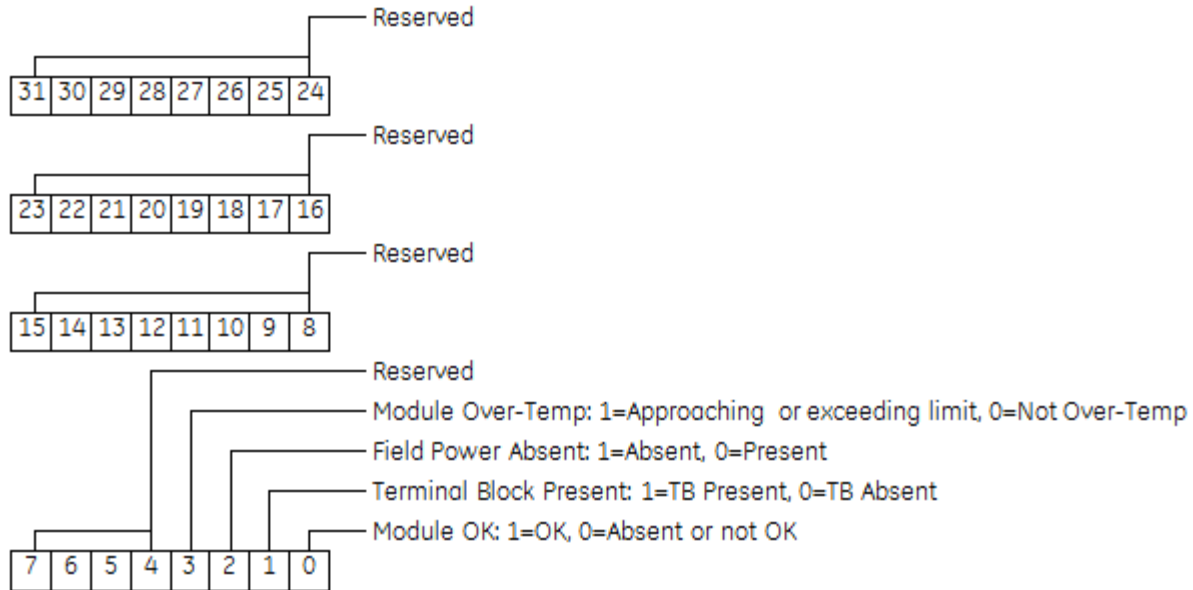 Reserved
31 30 29 28 27 26 25 24
Reserved
23 22 21 20 19 18 17 16
Reserved
15 14 13 12 11 10 9 8
Reserved
Module Over-Temp: 1=Approaching or exceeding limit, 0=Not Over-Temp
Field Power Absent: 1=Absent, 0=Present
Terminal Block Present: 1=TB Present, 0=TB Absent
Module OK: 1=OK, 0=Absent or not OK
7 6 5 4 3 2 1 0